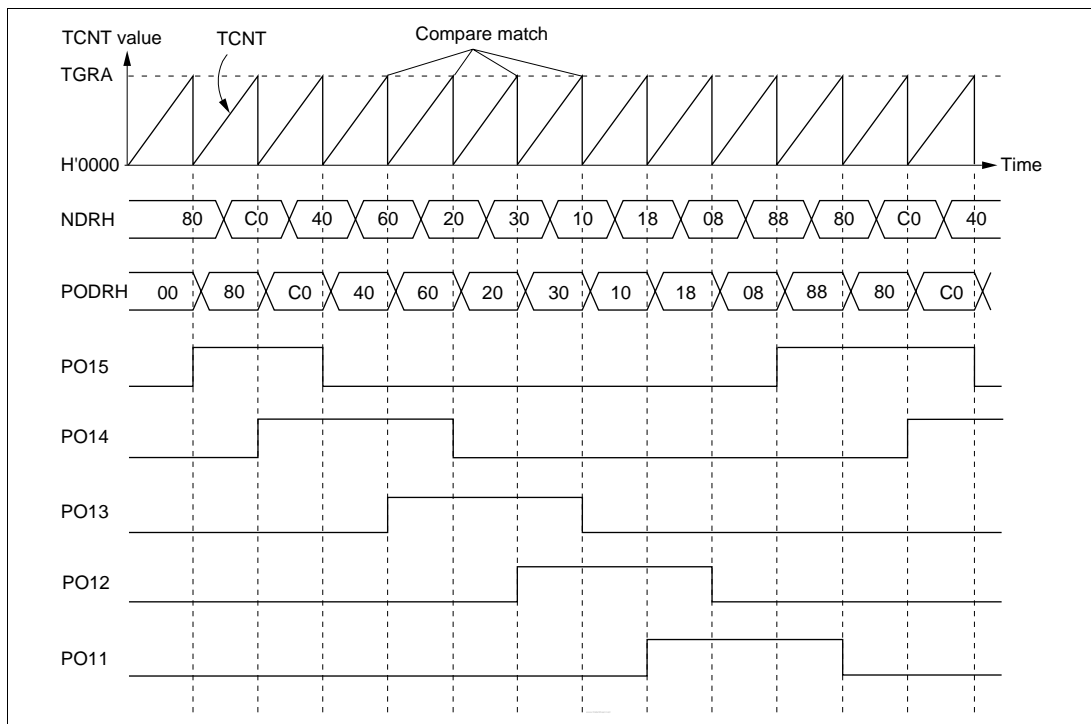 TCNT value
TCNT
Compare match
TGRA
H'0000
Time
NDRH
80 C0 40 60 20 30 10 18 08 88 80 C0 40
PODRH
00 80 C0 40 60 20 30 10 18 08 88 80 C0
PO15
PO14
PO13
PO12
PO11